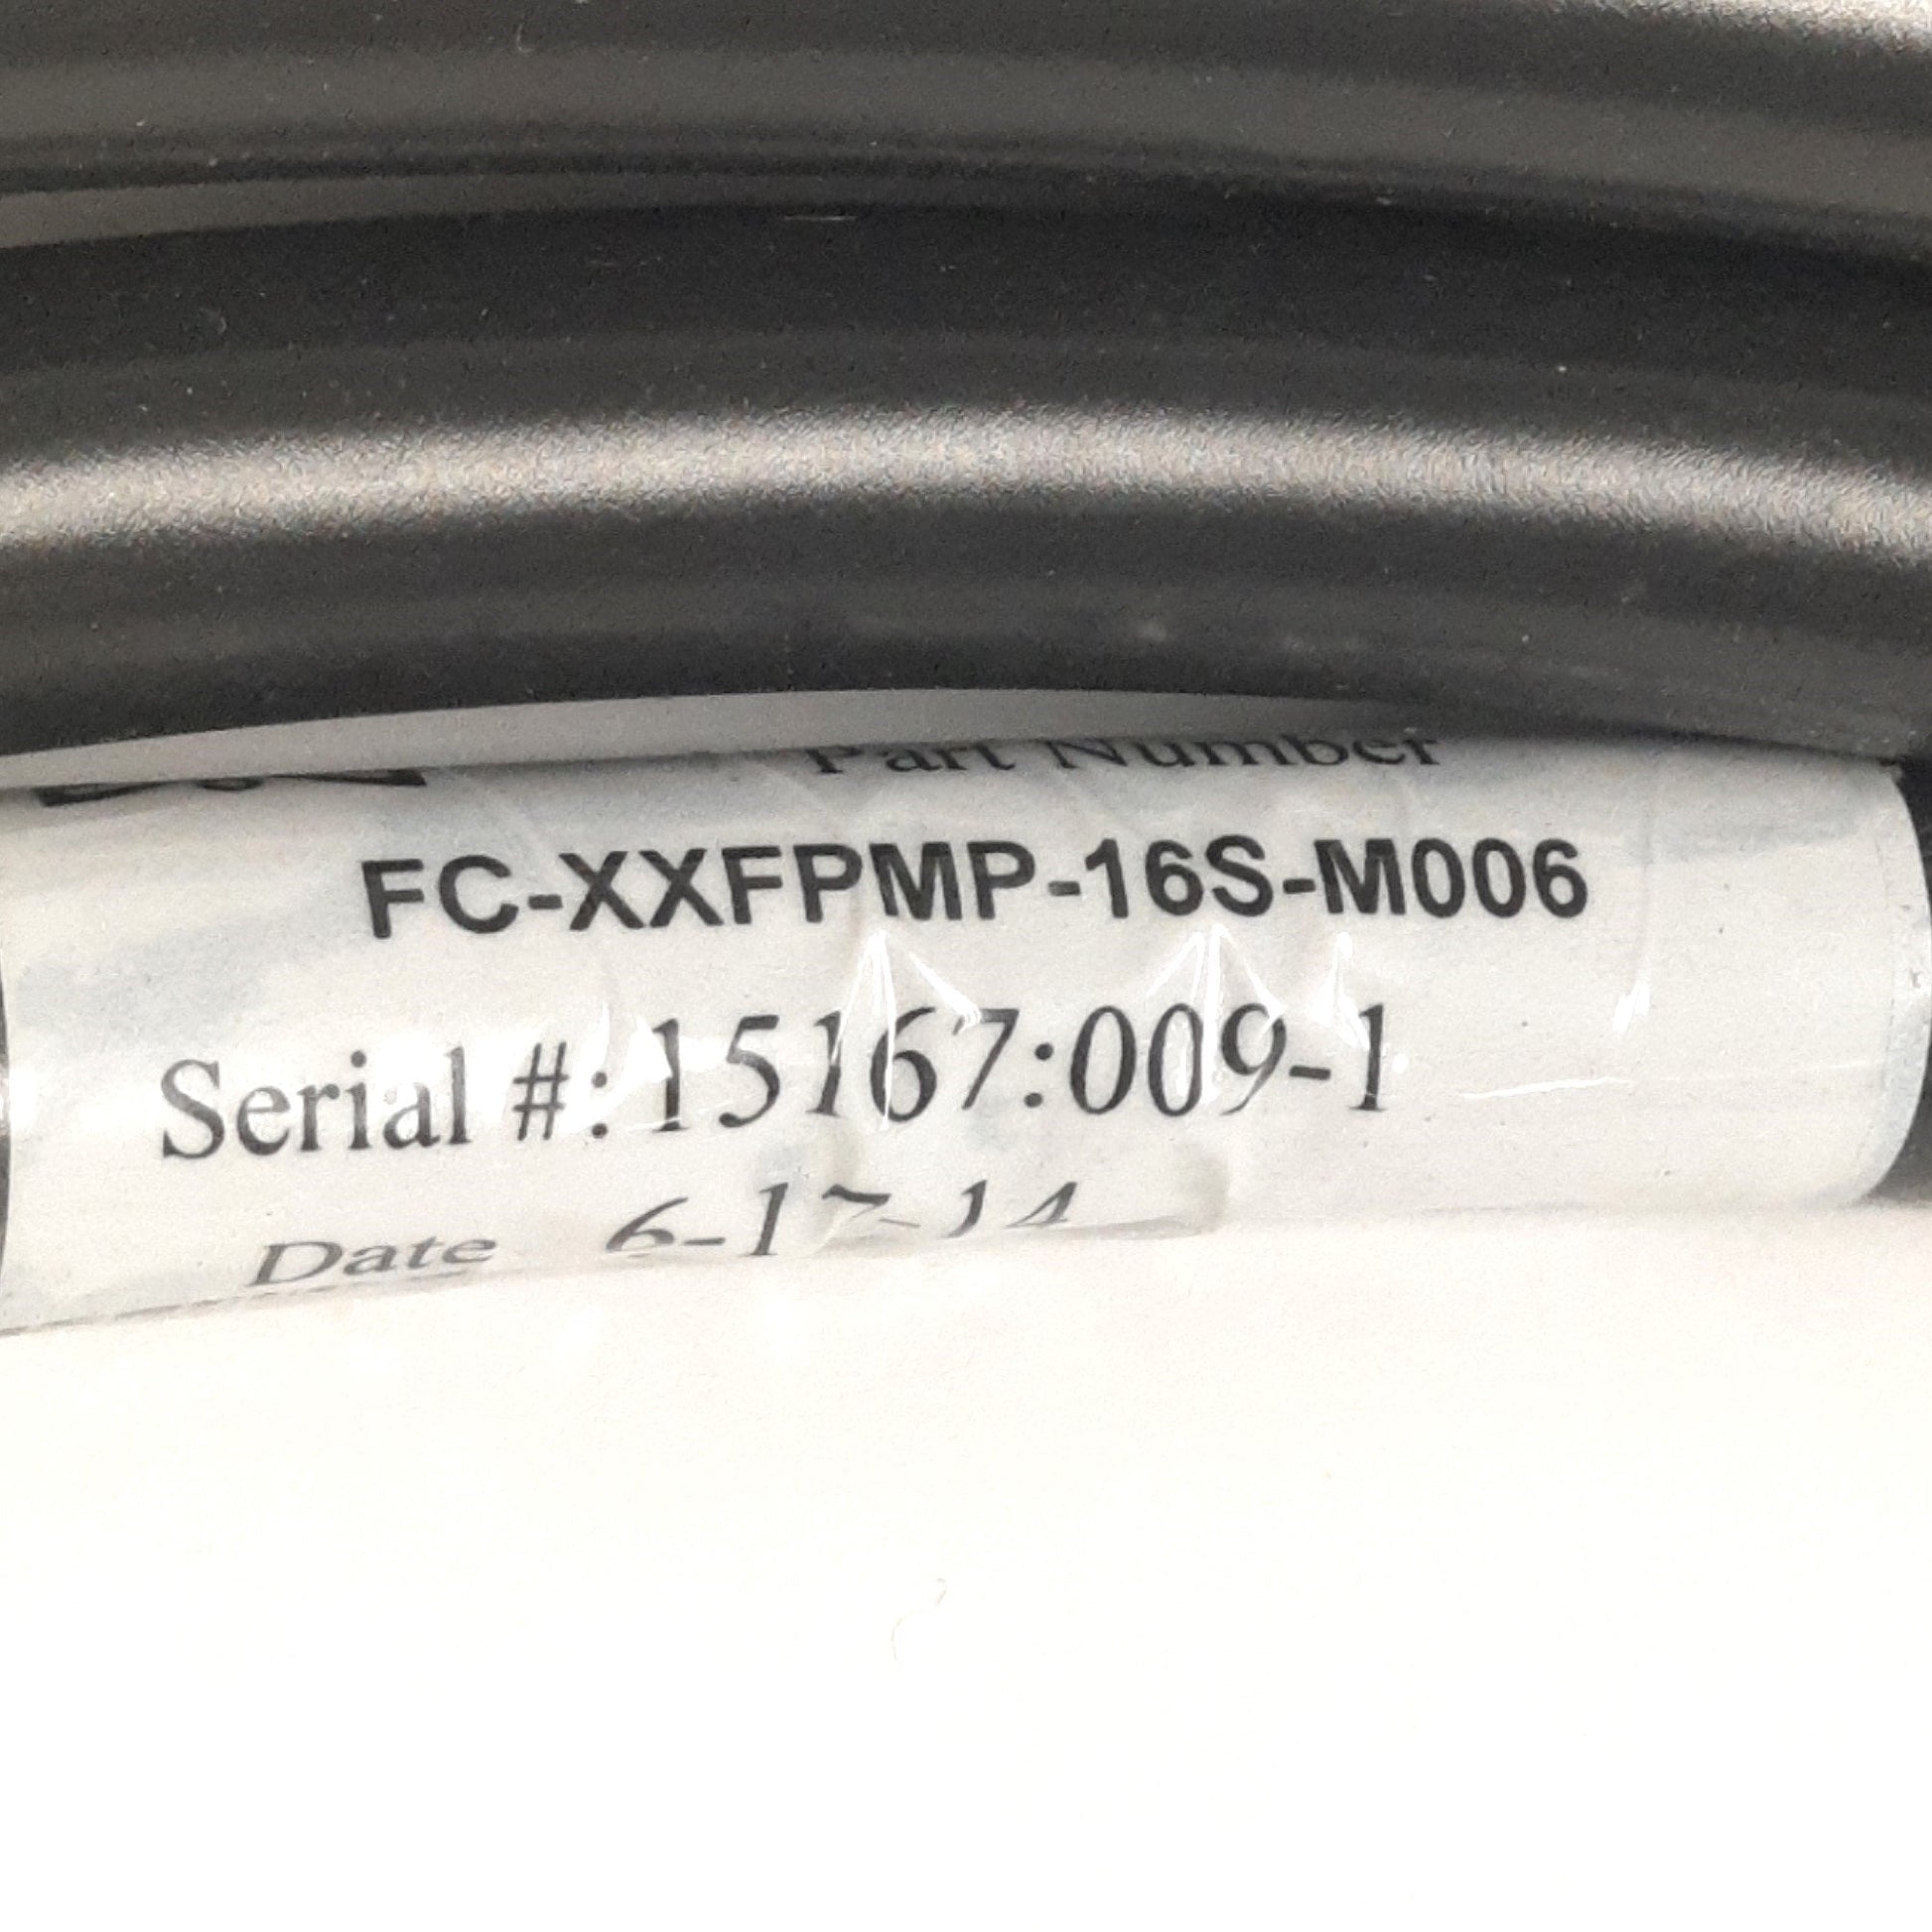 Part Number
FC-XXFPMP-16S-M006
Serial #: 15167:009-1
Date 6-17-14